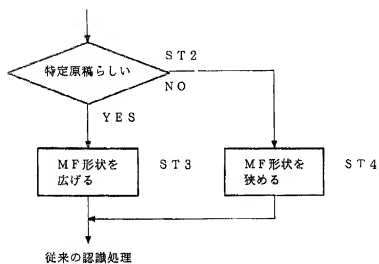 ST2
特定原稿らしい
NO
YES
MF形状を
広げる
ST3
MF形状を
狭める
ST4
従来の認識処理